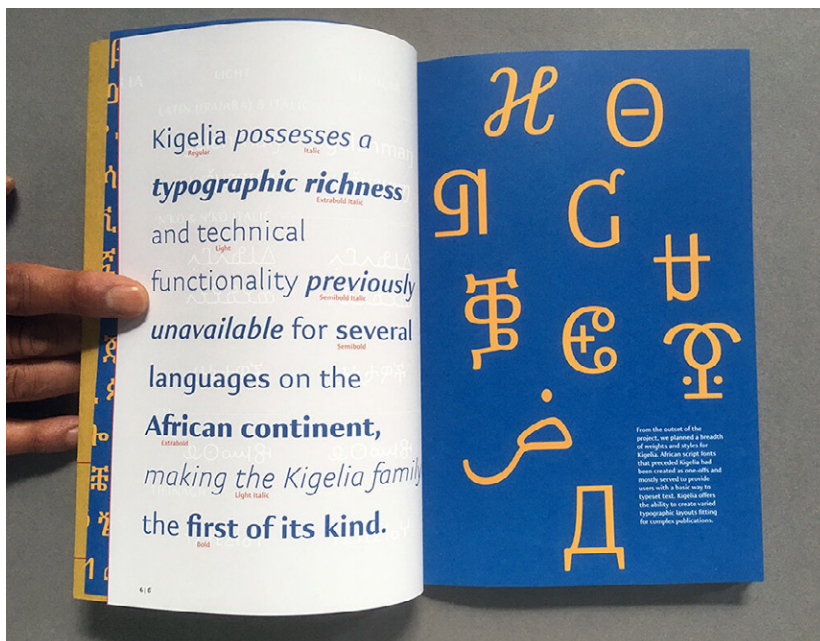 Kigelia possesses a
Regular Italic
typographic richness
Extrabold Italic
and technical
Light
functionality previously
Semibold Italic
unavailable for several
Semibold
languages on the
African continent,
Extrabold
making the Kigelia family
Light Italic
the first of its kind.
Bold
From the outset of the
project, we planned a breadth
of weights and styles for
Kigelia. African script fonts
that preceded Kigelia had
been created as one-offs and
mostly served to provide
users with a basic way to
typeset text. Kigelia offers
the ability to create varied
typographic layouts fitting
for complex publications.